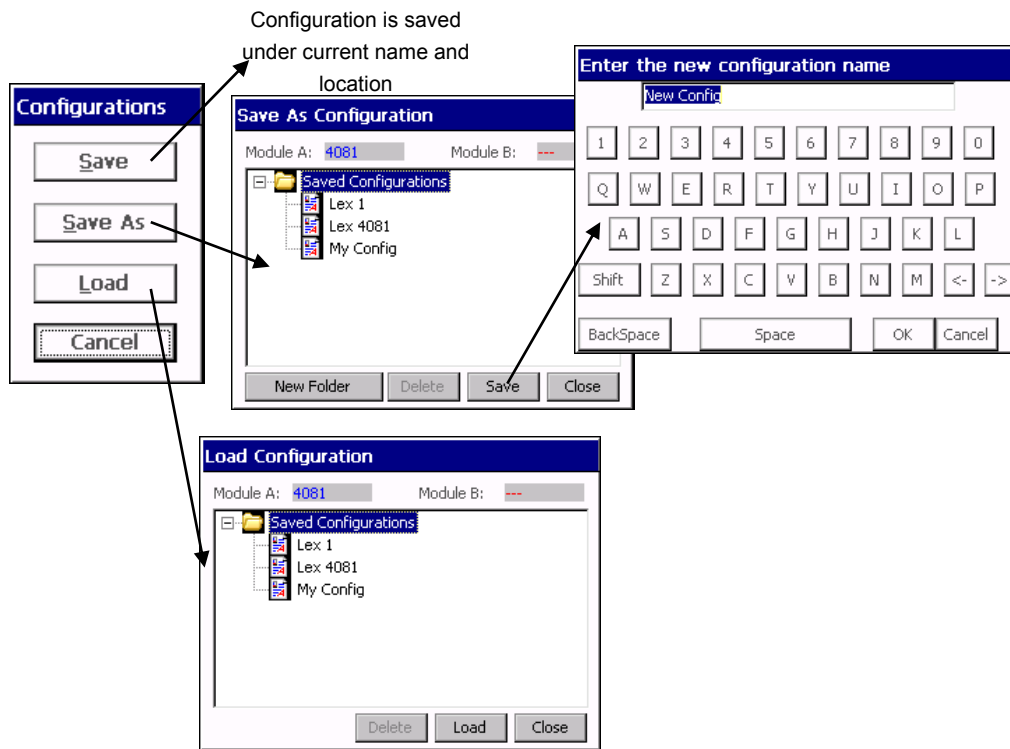 Configuration is saved
under current name and
location
Configurations
Save
Save As
Load
Cancel
Save As Configuration
Module A: 4081 Module B: ---
Saved Configurations
Lex 1
Lex 4081
My Config
New Folder Delete Save Close
Enter the new configuration name
New Config
1 2 3 4 5 6 7 8 9 0
Q W E R T Y U I O P
A S D F G H J K L
Shift Z X C V B N M <- ->
BackSpace Space OK Cancel
Load Configuration
Module A: 4081 Module B: ---
Saved Configurations
Lex 1
Lex 4081
My Config
Delete Load Close